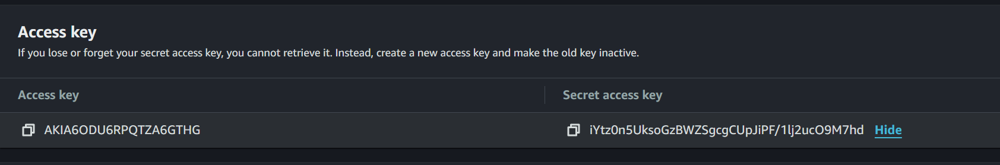 Access key
If you lose or forget your secret access key, you cannot retrieve it. Instead, create a new access key and make the old key inactive.
Access key Secret access key
AKIA6ODU6RPQTZA6GTHG iYtz0n5UksoGzBWZSgcgCUpJiPF/1lj2ucO9M7hd Hide